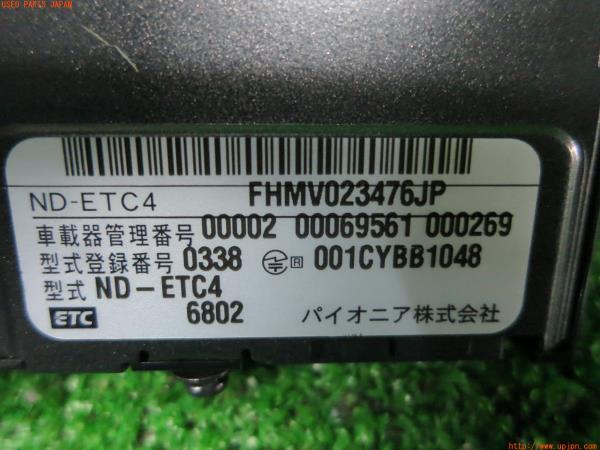 USED PARTS JAPAN
ND-ETC4 FHMV023476JP
車載器管理番号 00002 00069561 000269
型式登録番号 0338 R 001CYBB1048
型式 ND-ETC4
ETC 6802 パイオニア株式会社
http://www.upjpn.com